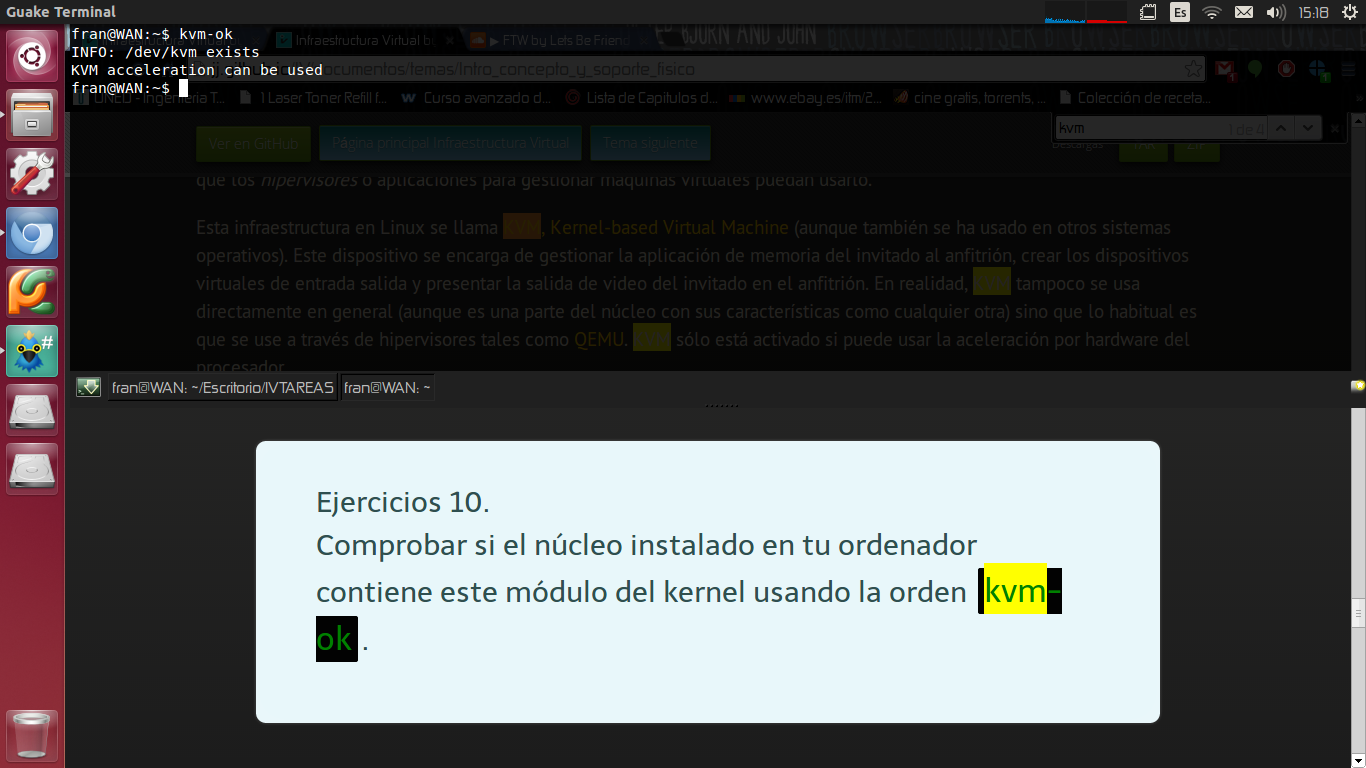 Guake Terminal
Es
15:18
fran@WAN:~$ kvm-ok
INFO: /dev/kvm exists
KVM acceleration can be used
fran@WAN:~$
Infraestructura Virtual b
▶ FTW by Lets Be Frien
BJORN AND JOHN
/documentos/temas/Intro_concepto_y_soporte_fisico
1 Laser Toner Refill f...
Curso avanzado d...
Lista de Capitulos d...
www.ebay.es/itm/2...
cine gratis, torrents, ...
Colección de receta...
kvm
1 de 4
Ver en GitHub
Página principal Infraestructura Virtual
Tema siguiente
Descargas
TAR
ZIP
que los hipervisores o aplicaciones para gestionar máquinas virtuales puedan usarlo.
Esta infraestructura en Linux se llama KVM, Kernel-based Virtual Machine (aunque también se ha usado en otros sistemas
operativos). Este dispositivo se encarga de gestionar la aplicación de memoria del invitado al anfitrión, crear los dispositivos
virtuales de entrada salida y presentar la salida de video del invitado en el anfitrión. En realidad, tampoco se usa
directamente en general (aunque es una parte del núcleo con sus características como cualquier otra) sino que lo habitual es
que se use a través de hipervisores tales como QEMU. sólo está activado si puede usar la aceleración por hardware del
procesador
fran@WAN: ~/Escritorio/IVTAREAS
fran@WAN: ~
Ejercicios 10.
Comprobar si el núcleo instalado en tu ordenador
contiene este módulo del kernel usando la orden kvm-
ok .